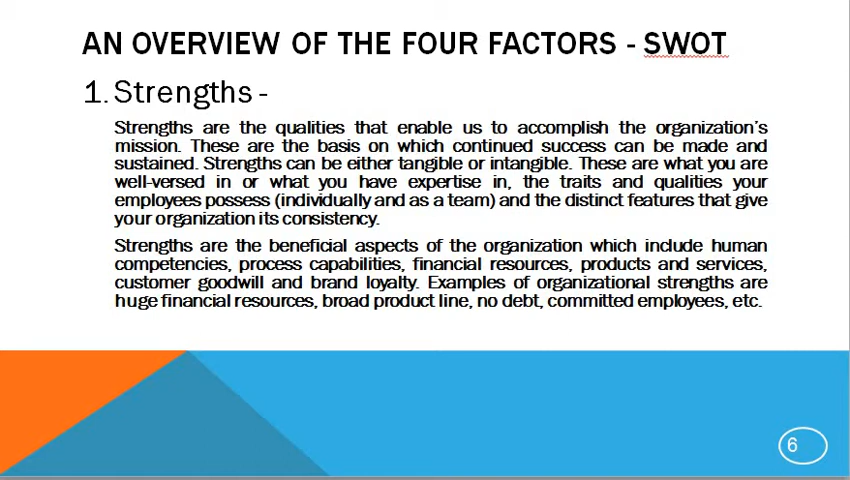 AN OVERVIEW OF THE FOUR FACTORS - SWOT
1. Strengths -
Strengths are the qualities that enable us to accomplish the organization's
mission. These are the basis on which continued success can be made and
sustained. Strengths can be either tangible or intangible. These are what you are
well-versed in or what you have expertise in, the traits and qualities your
employees possess (individually and as a team) and the distinct features that give
your organization its consistency.
Strengths are the beneficial aspects of the organization which include human
competencies, process capabilities, financial resources, products and services,
customer goodwill and brand loyalty. Examples of organizational strengths are
huge financial resources, broad product line, no debt, committed employees, etc.
6